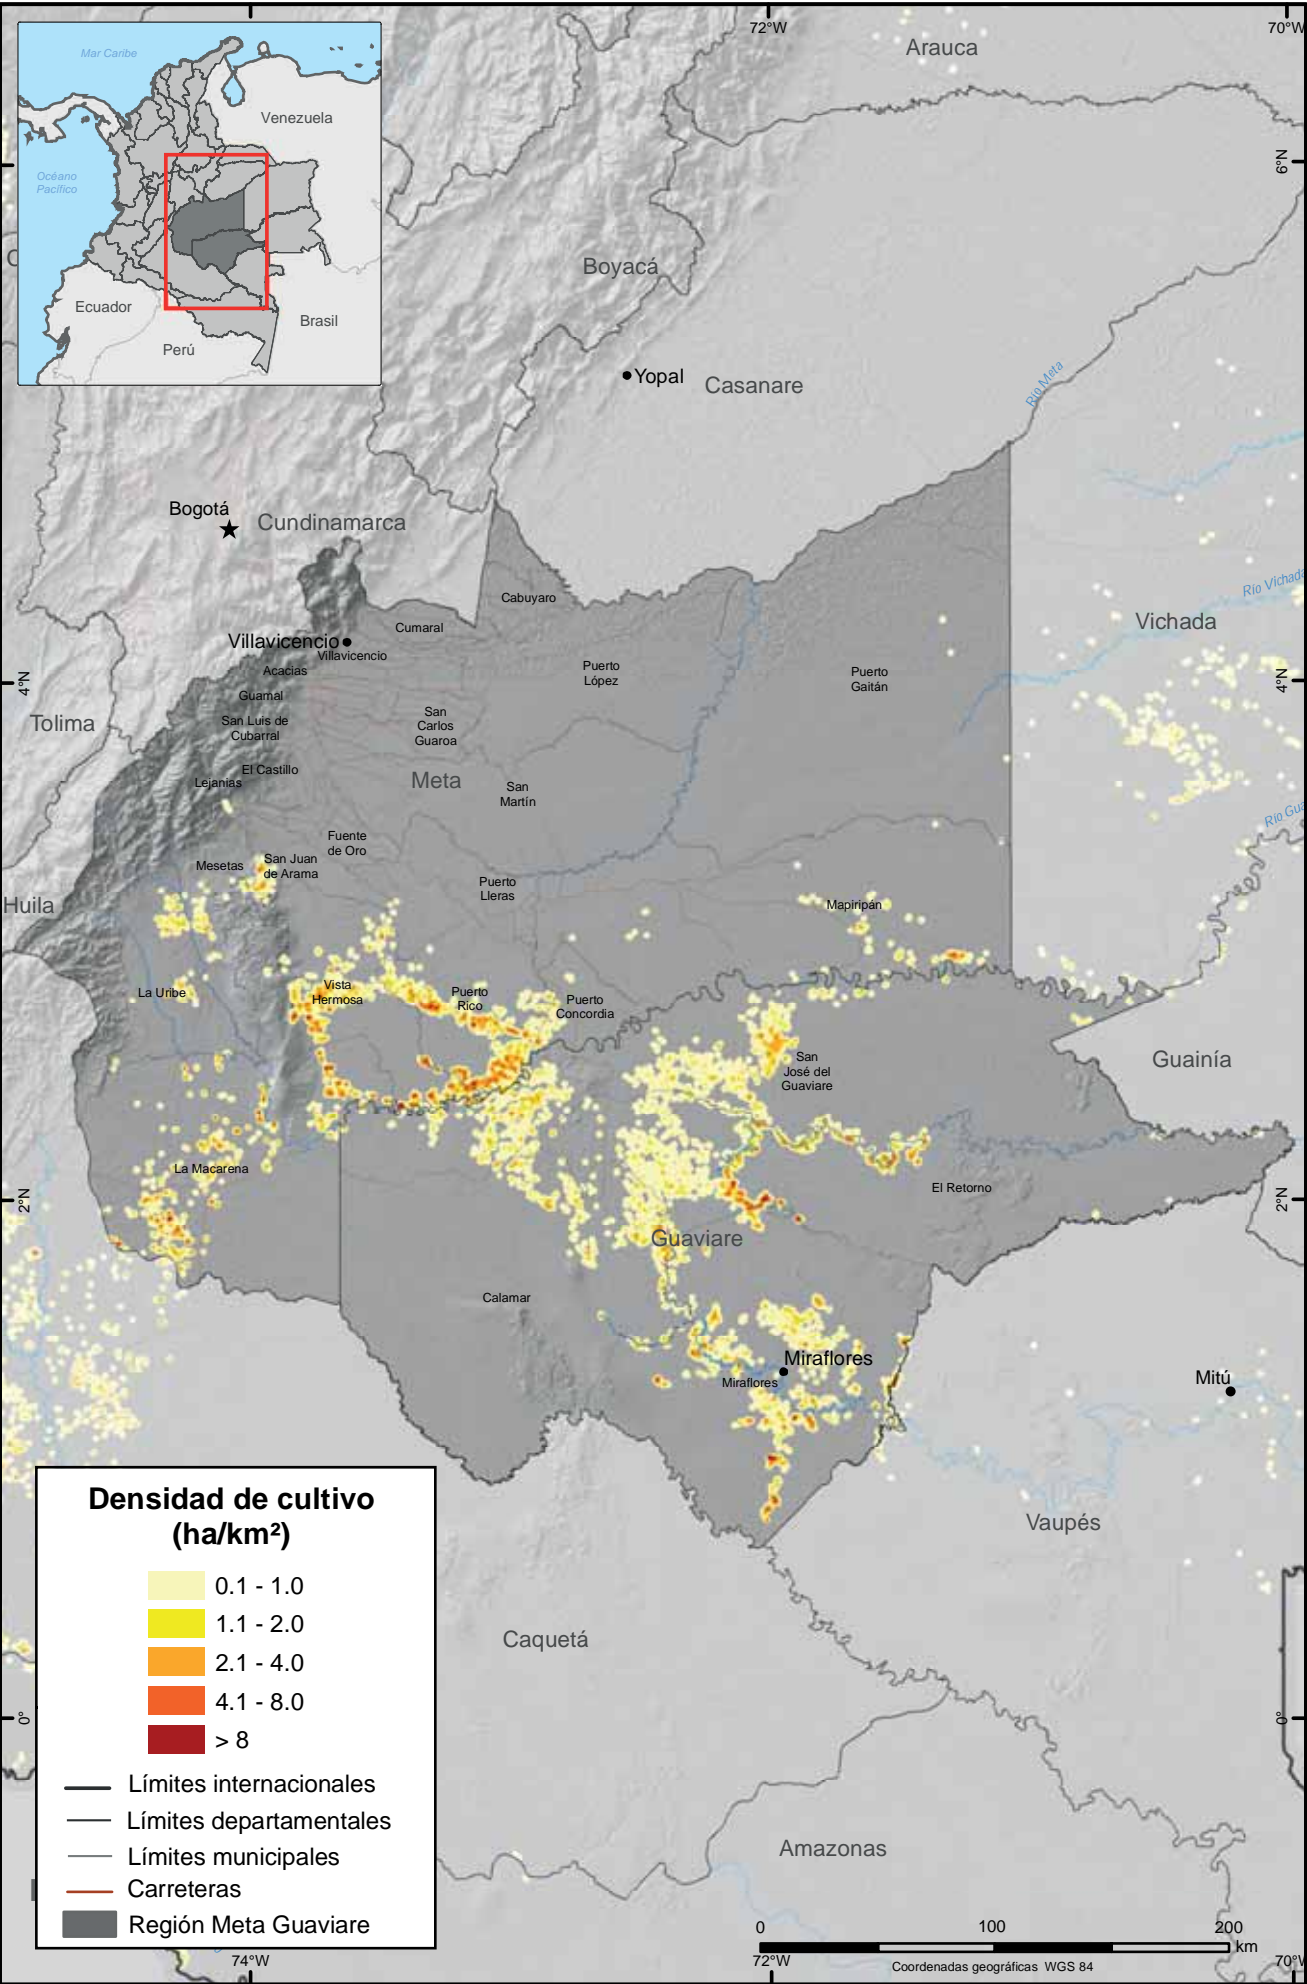 72°W
70°W
Arauca
Mar Caribe
Venezuela
Océano
Pacífico
Ecuador
Perú
Brasil
6°N
6°N
Boyacá
Yopal
Casanare
Río Meta
Bogotá
Cundinamarca
Cabuyaro
Cumaral
Villavicencio
Villavicencio
Acacias
Guamal
San Luis de
Cubarral
El Castillo
Lejanias
Puerto
López
Puerto
Gaitán
San
Carlos
Guaroa
Meta
San
Martín
Río Vichada
Vichada
4°N
4°N
Tolima
Huila
Fuente
de Oro
Mesetas
San Juan
de Arama
Puerto
Lleras
Mapiripán
La Uribe
Vista
Hermosa
Puerto
Rico
Puerto
Concordia
San
José del
Guaviare
Guainía
La Macarena
El Retorno
2°N
2°N
Guaviare
Calamar
Miraflores
Miraflores
Mitú
Vaupés
Caquetá
Amazonas
Densidad de cultivo
(ha/km²)
0.1 - 1.0
1.1 - 2.0
2.1 - 4.0
4.1 - 8.0
> 8
Límites internacionales
Límites departamentales
Límites municipales
Carreteras
Región Meta Guaviare
0°
0°
0 100 200
km
Coordenadas geográficas WGS 84
74°W
72°W
70°W